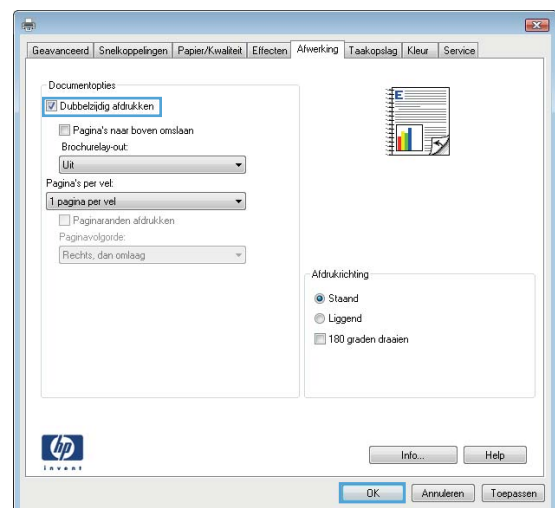 Geavanceerd Snelkoppelingen Papier/Kwaliteit Effecten Afwerking Taakopslag Kleur Service
Documentopties
Dubbelzijdig afdrukken
Pagina's naar boven omslaan
Brochurelay-out:
Uit
Pagina's per vel:
1 pagina per vel
Paginaranden afdrukken
Paginavolgorde:
Rechts, dan omlaag
E
Afdrukrichting
Staand
Liggend
180 graden draaien
hp
invent
Info... Help
OK Annuleren Toepassen